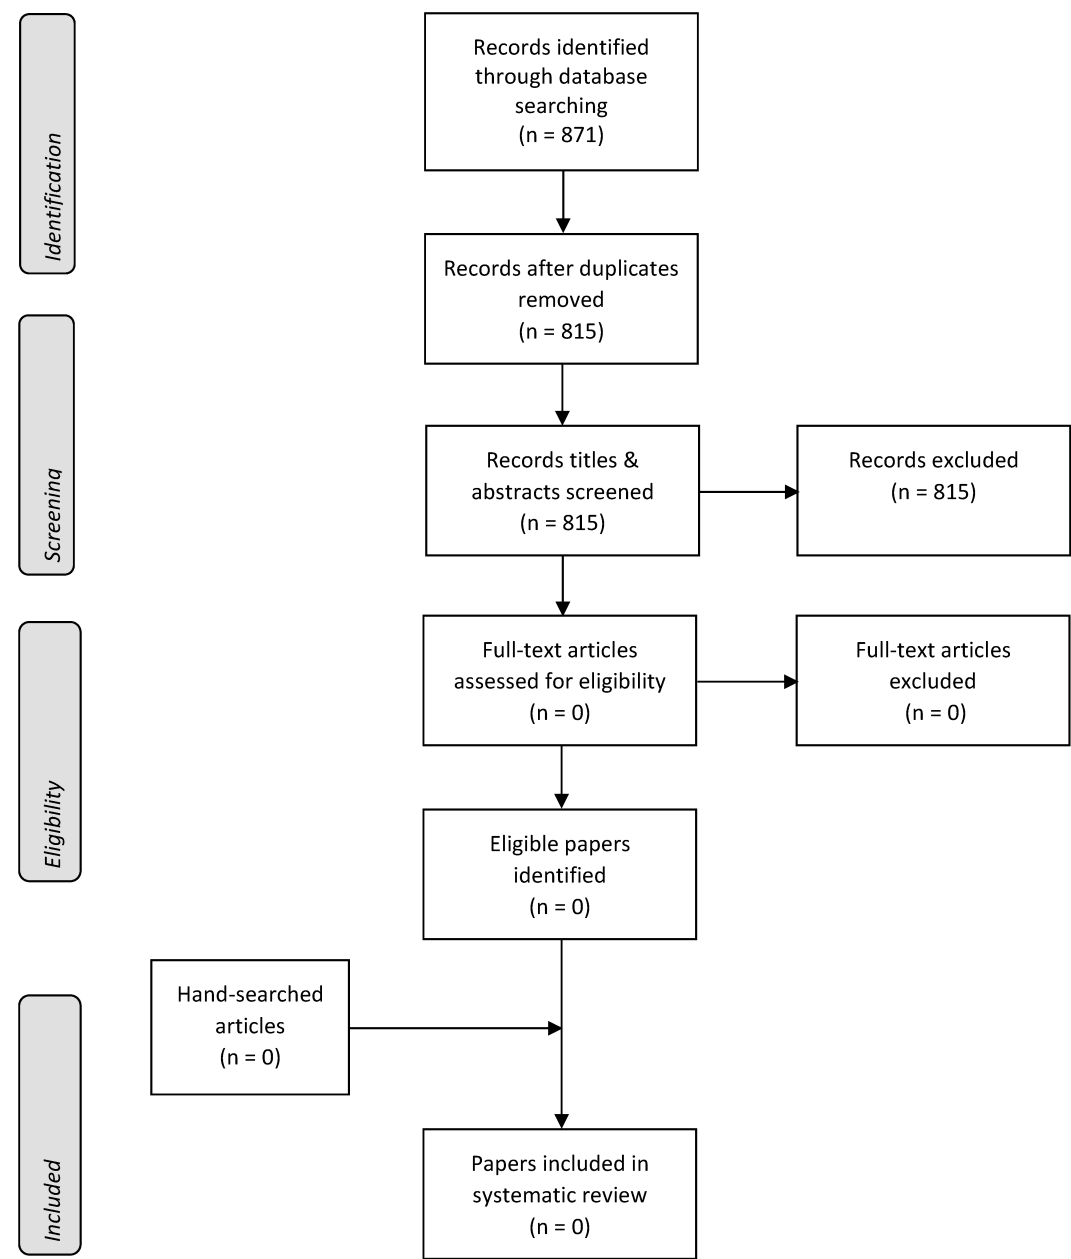 Identification
Records identified
through database
searching
(n = 871)
Records after duplicates
removed
(n = 815)
Screening
Records titles &
abstracts screened
(n = 815)
Records excluded
(n = 815)
Eligibility
Full-text articles
assessed for eligibility
(n = 0)
Full-text articles
excluded
(n = 0)
Eligible papers
identified
(n = 0)
Included
Hand-searched
articles
(n = 0)
Papers included in
systematic review
(n = 0)